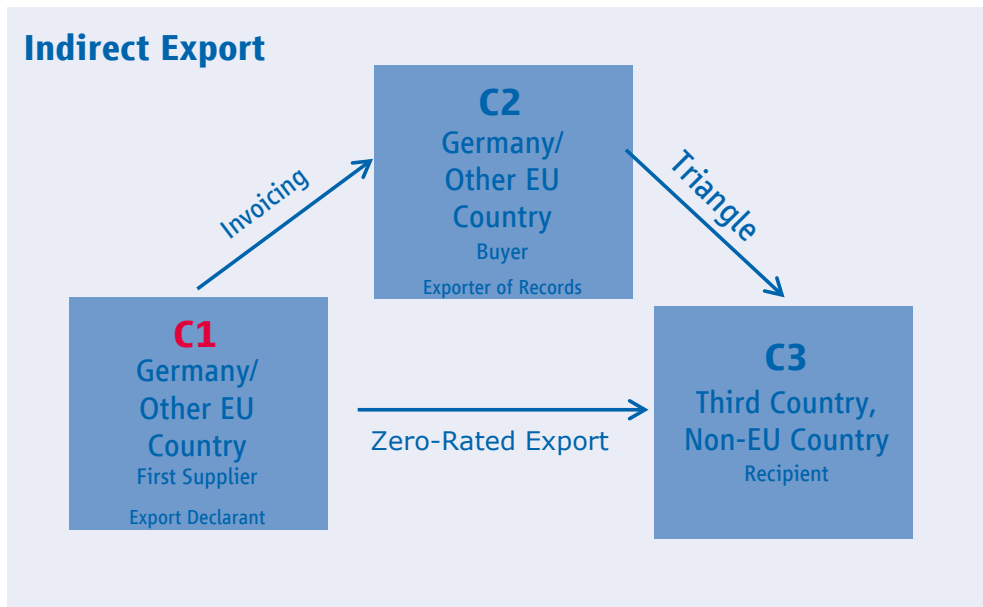 Indirect Export
C2
Germany/
Other EU
Country
Buyer
Exporter of Records
Invoicing
Triangle
C1
Germany/
Other EU
Country
First Supplier
Export Declarant
Zero-Rated Export
C3
Third Country,
Non-EU Country
Recipient